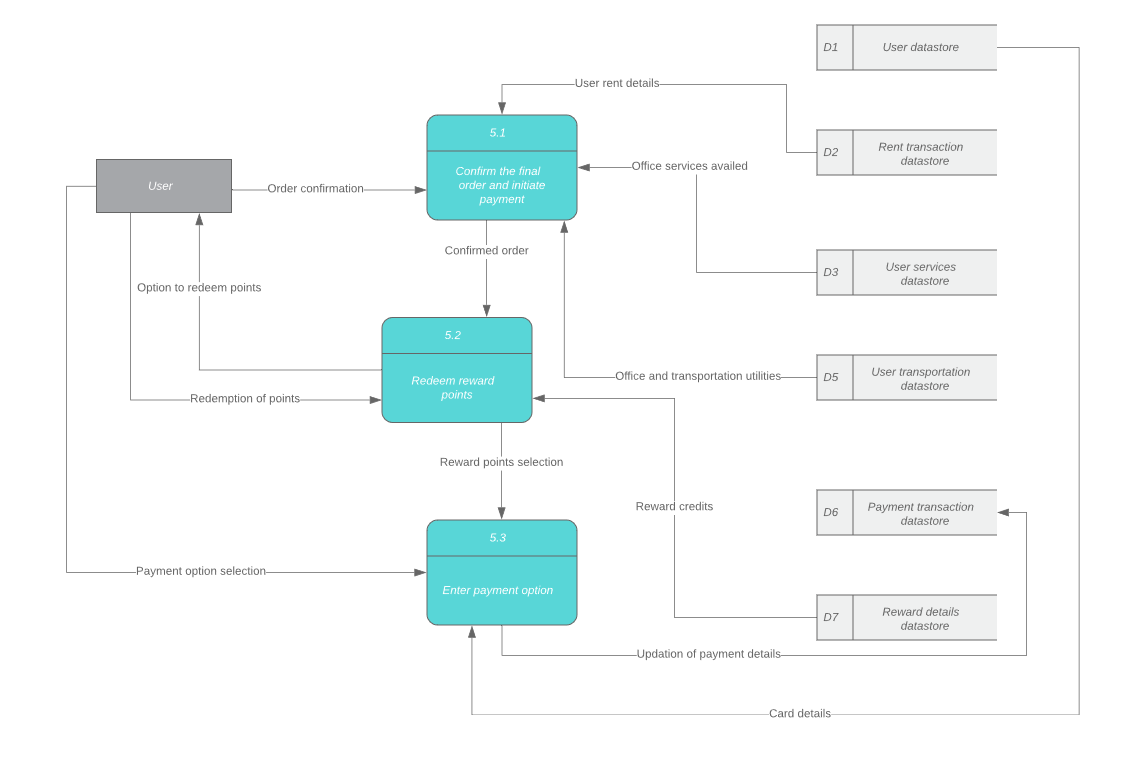 D1
User datastore
User rent details
5.1
D2
Rent transaction
datastore
Office services availed
Confirm the final
order and initiate
payment
User
Order confirmation
Confirmed order
D3
User services
datastore
Option to redeem points
5.2
D5
User transportation
datastore
Office and transportation utilities
Redeem reward
points
Redemption of points
Reward points selection
D6
Payment transaction
datastore
Reward credits
5.3
Payment option selection
Enter payment option
D7
Reward details
datastore
Updation of payment details
Card details